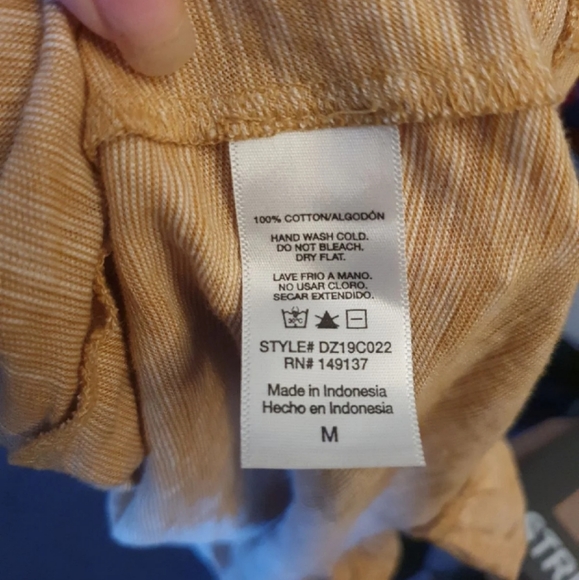 100% COTTON/ALGODÓN
HAND WASH COLD.
DO NOT BLEACH.
DRY FLAT.
LAVE FRIO A MANO.
NO USAR CLORO.
SECAR EXTENDIDO.
STYLE# DZ19C022
RN# 149137
Made in Indonesia
Hecho en Indonesia
M
STR